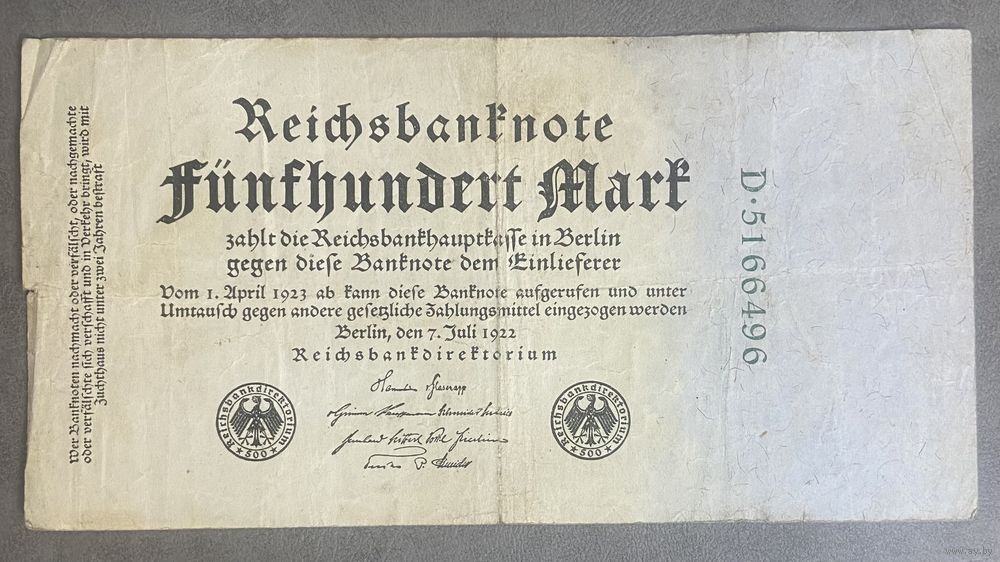 Reichsbanknote
Fünfhundert Mark
zahlt die Reichsbankhauptkasse in Berlin
gegen diese Banknote dem Einlieferer
Vom 1. April 1923 ab kann diese Banknote aufgerufen und unter
Umtausch gegen andere gesetzliche Zahlungsmittel eingezogen werden
Berlin, den 7. Juli 1922
Reichsbankdirektorium
Reichsbankdirektorium
500
Reichsbankdirektorium
500
Wer Banknoten nachmacht oder verfälscht, oder nachgemachte
oder verfälschte sich verschafft und in Verkehr bringt, wird mit
Zuchthaus nicht unter zwei Jahren bestraft
D·5166496
www.ay.by